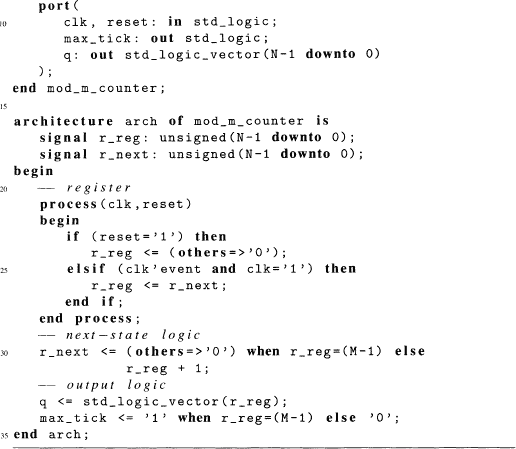 port(
10 clk, reset: in std_logic;
max_tick: out std_logic;
q: out std_logic_vector(N-1 downto 0)
);
end mod_m_counter;
15
architecture arch of mod_m_counter is
signal r_reg: unsigned(N-1 downto 0);
signal r_next: unsigned(N-1 downto 0);
begin
20 -- register
process(clk,reset)
begin
if (reset='1') then
r_reg <= (others=>'0');
25 elsif (clk'event and clk='1') then
r_reg <= r_next;
end if;
end process;
-- next-state logic
30 r_next <= (others=>'0') when r_reg=(M-1) else
r_reg + 1;
-- output logic
q <= std_logic_vector(r_reg);
max_tick <= '1' when r_reg=(M-1) else '0';
35 end arch;